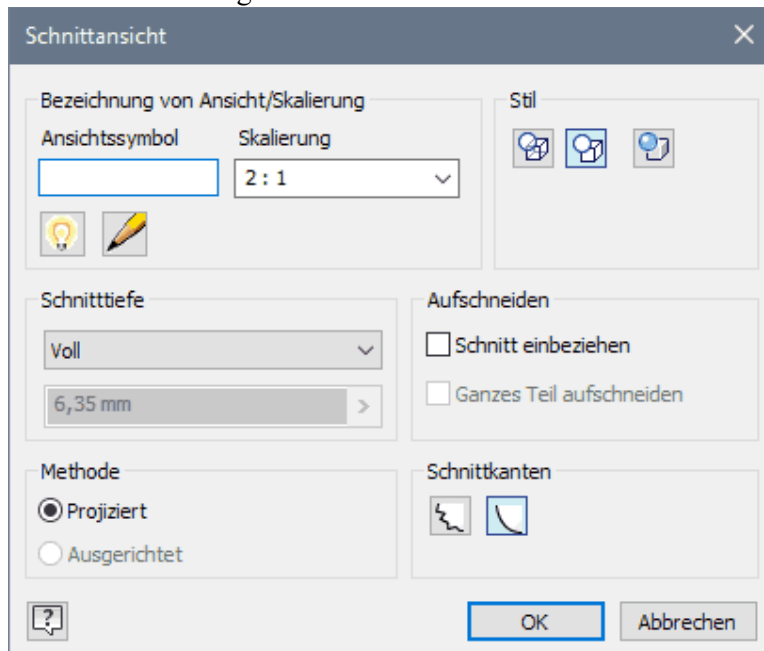 Schnittansicht
Bezeichnung von Ansicht/Skalierung
Ansichtssymbol Skalierung
2 : 1
Stil
Schnitttiefe
Voll
6,35 mm
Aufschneiden
Schnitt einbeziehen
Ganzes Teil aufschneiden
Methode
Projiziert
Ausgerichtet
Schnittkanten
OK Abbrechen